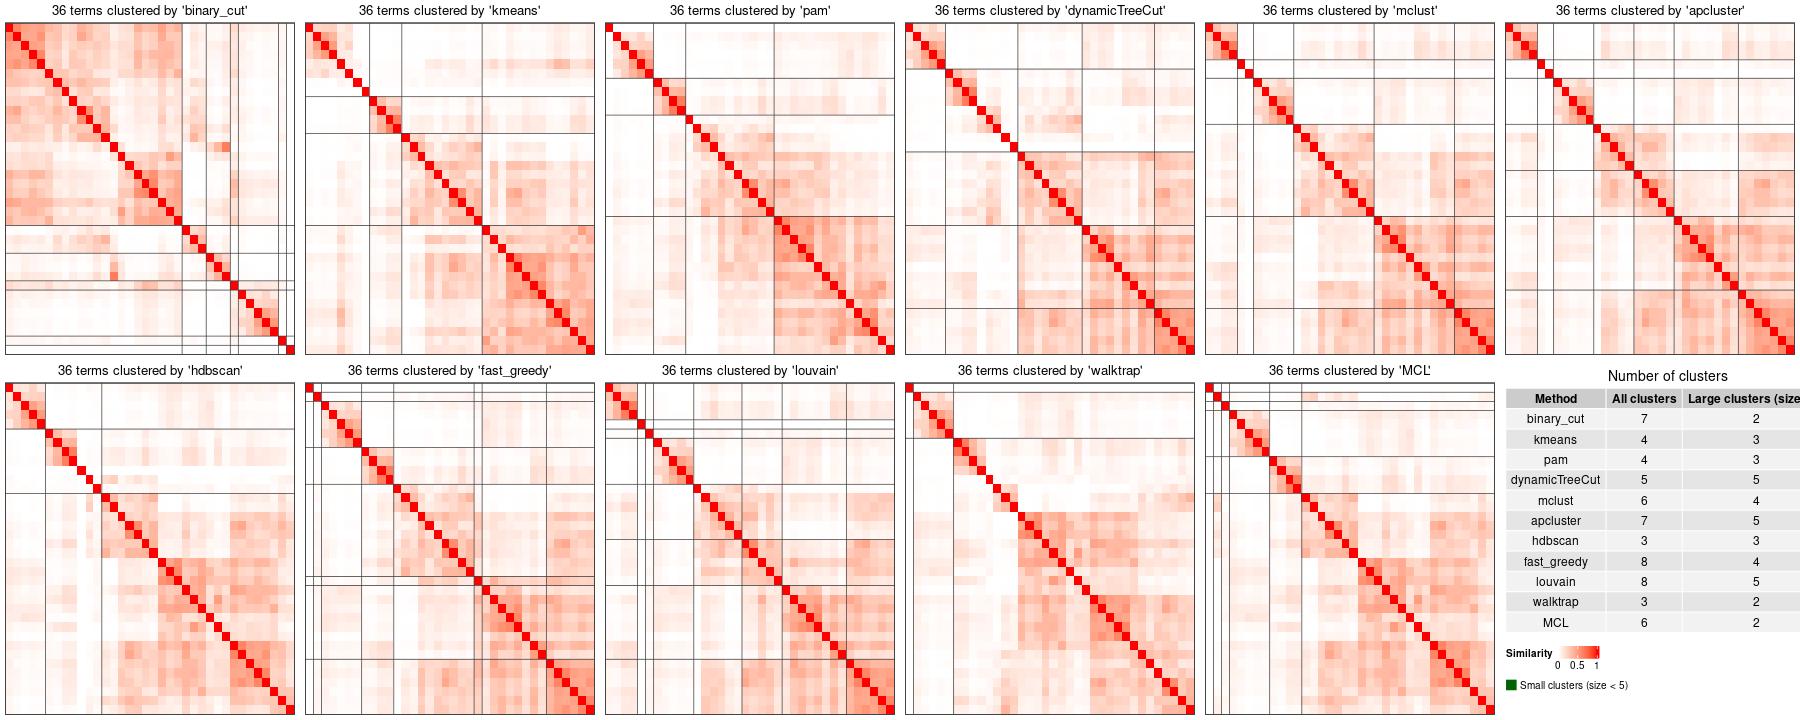 36 terms clustered by 'binary_cut'
36 terms clustered by 'kmeans'
36 terms clustered by 'pam'
36 terms clustered by 'dynamicTreeCut'
36 terms clustered by 'mclust'
36 terms clustered by 'apcluster'
36 terms clustered by 'hdbscan'
36 terms clustered by 'fast_greedy'
36 terms clustered by 'louvain'
36 terms clustered by 'walktrap'
36 terms clustered by 'MCL'
Number of clusters
Method All clusters Large clusters (size
binary_cut 7 2
kmeans 4 3
pam 4 3
dynamicTreeCut 5 5
mclust 6 4
apcluster 7 5
hdbscan 3 3
fast_greedy 8 4
louvain 8 5
walktrap 3 2
MCL 6 2
Similarity
0 0.5 1
Small clusters (size < 5)